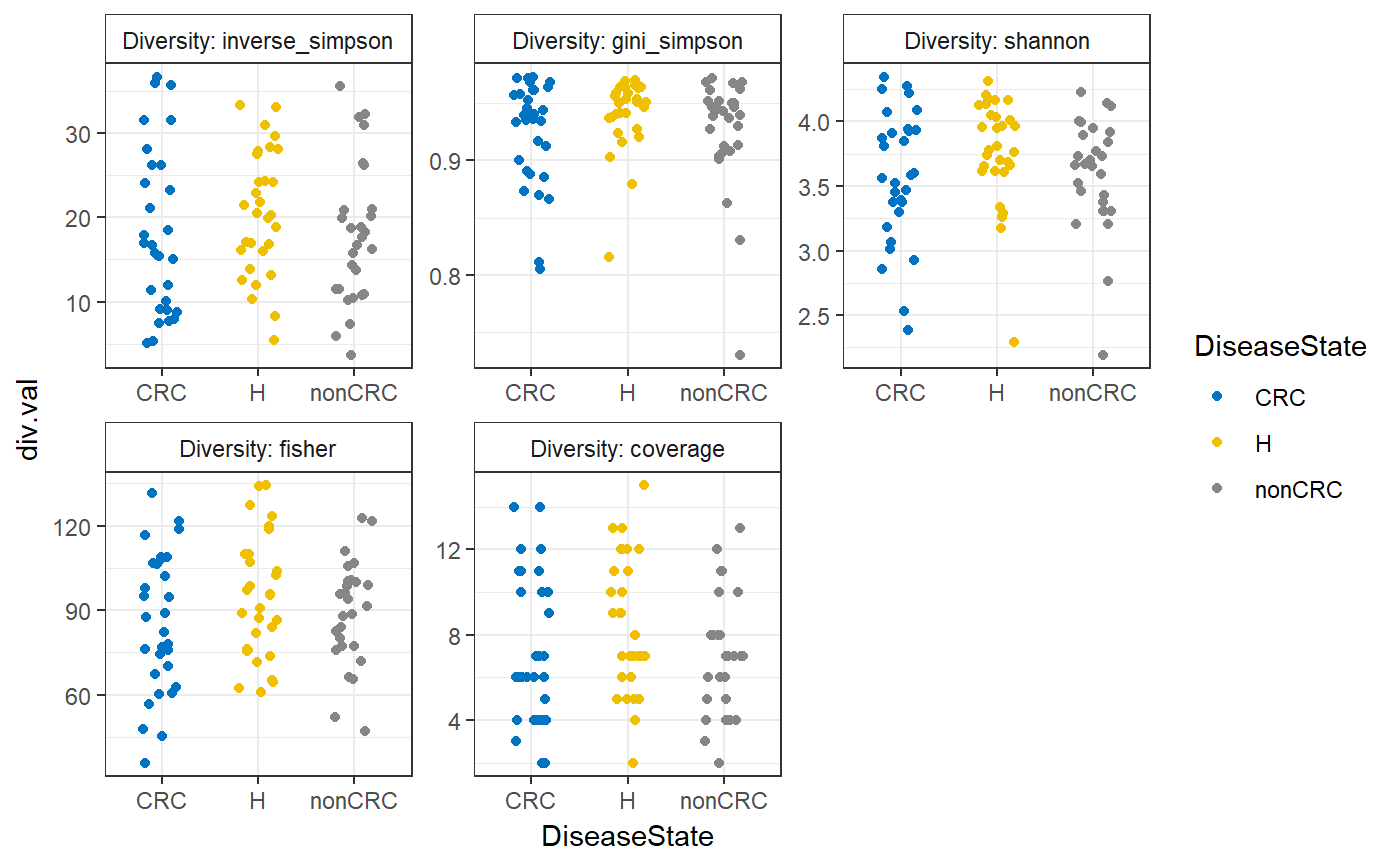 Diversity: inverse_simpson
Diversity: gini_simpson
Diversity: shannon
30
20
10
0.9
0.8
4.0
3.5
3.0
2.5
CRC H nonCRC
CRC H nonCRC
CRC H nonCRC
div.val
Diversity: fisher
Diversity: coverage
120
90
60
12
8
4
CRC H nonCRC
CRC H nonCRC
DiseaseState
DiseaseState
CRC
H
nonCRC